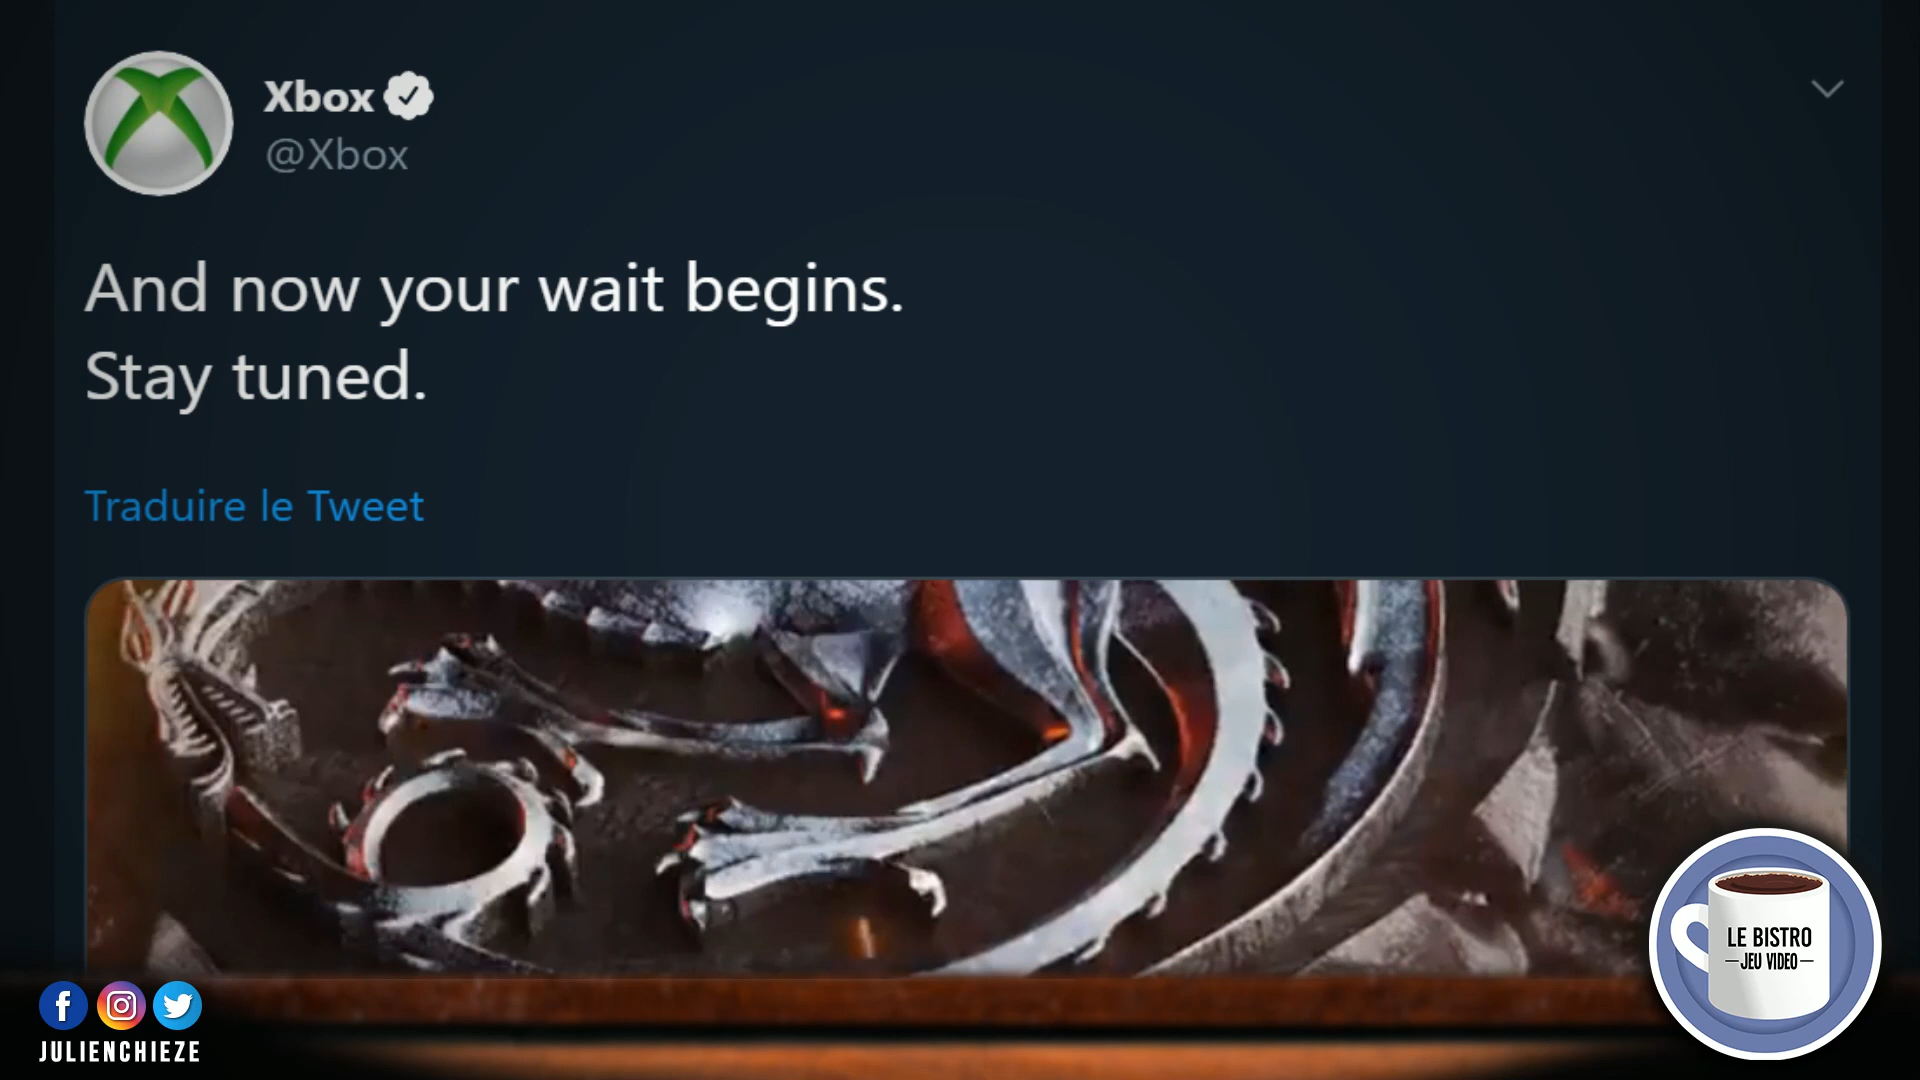 Xbox
@Xbox
And now your wait begins.
Stay tuned.
Traduire le Tweet
LE BISTRO
—JEU VIDEO—
JULIENCHIEZE